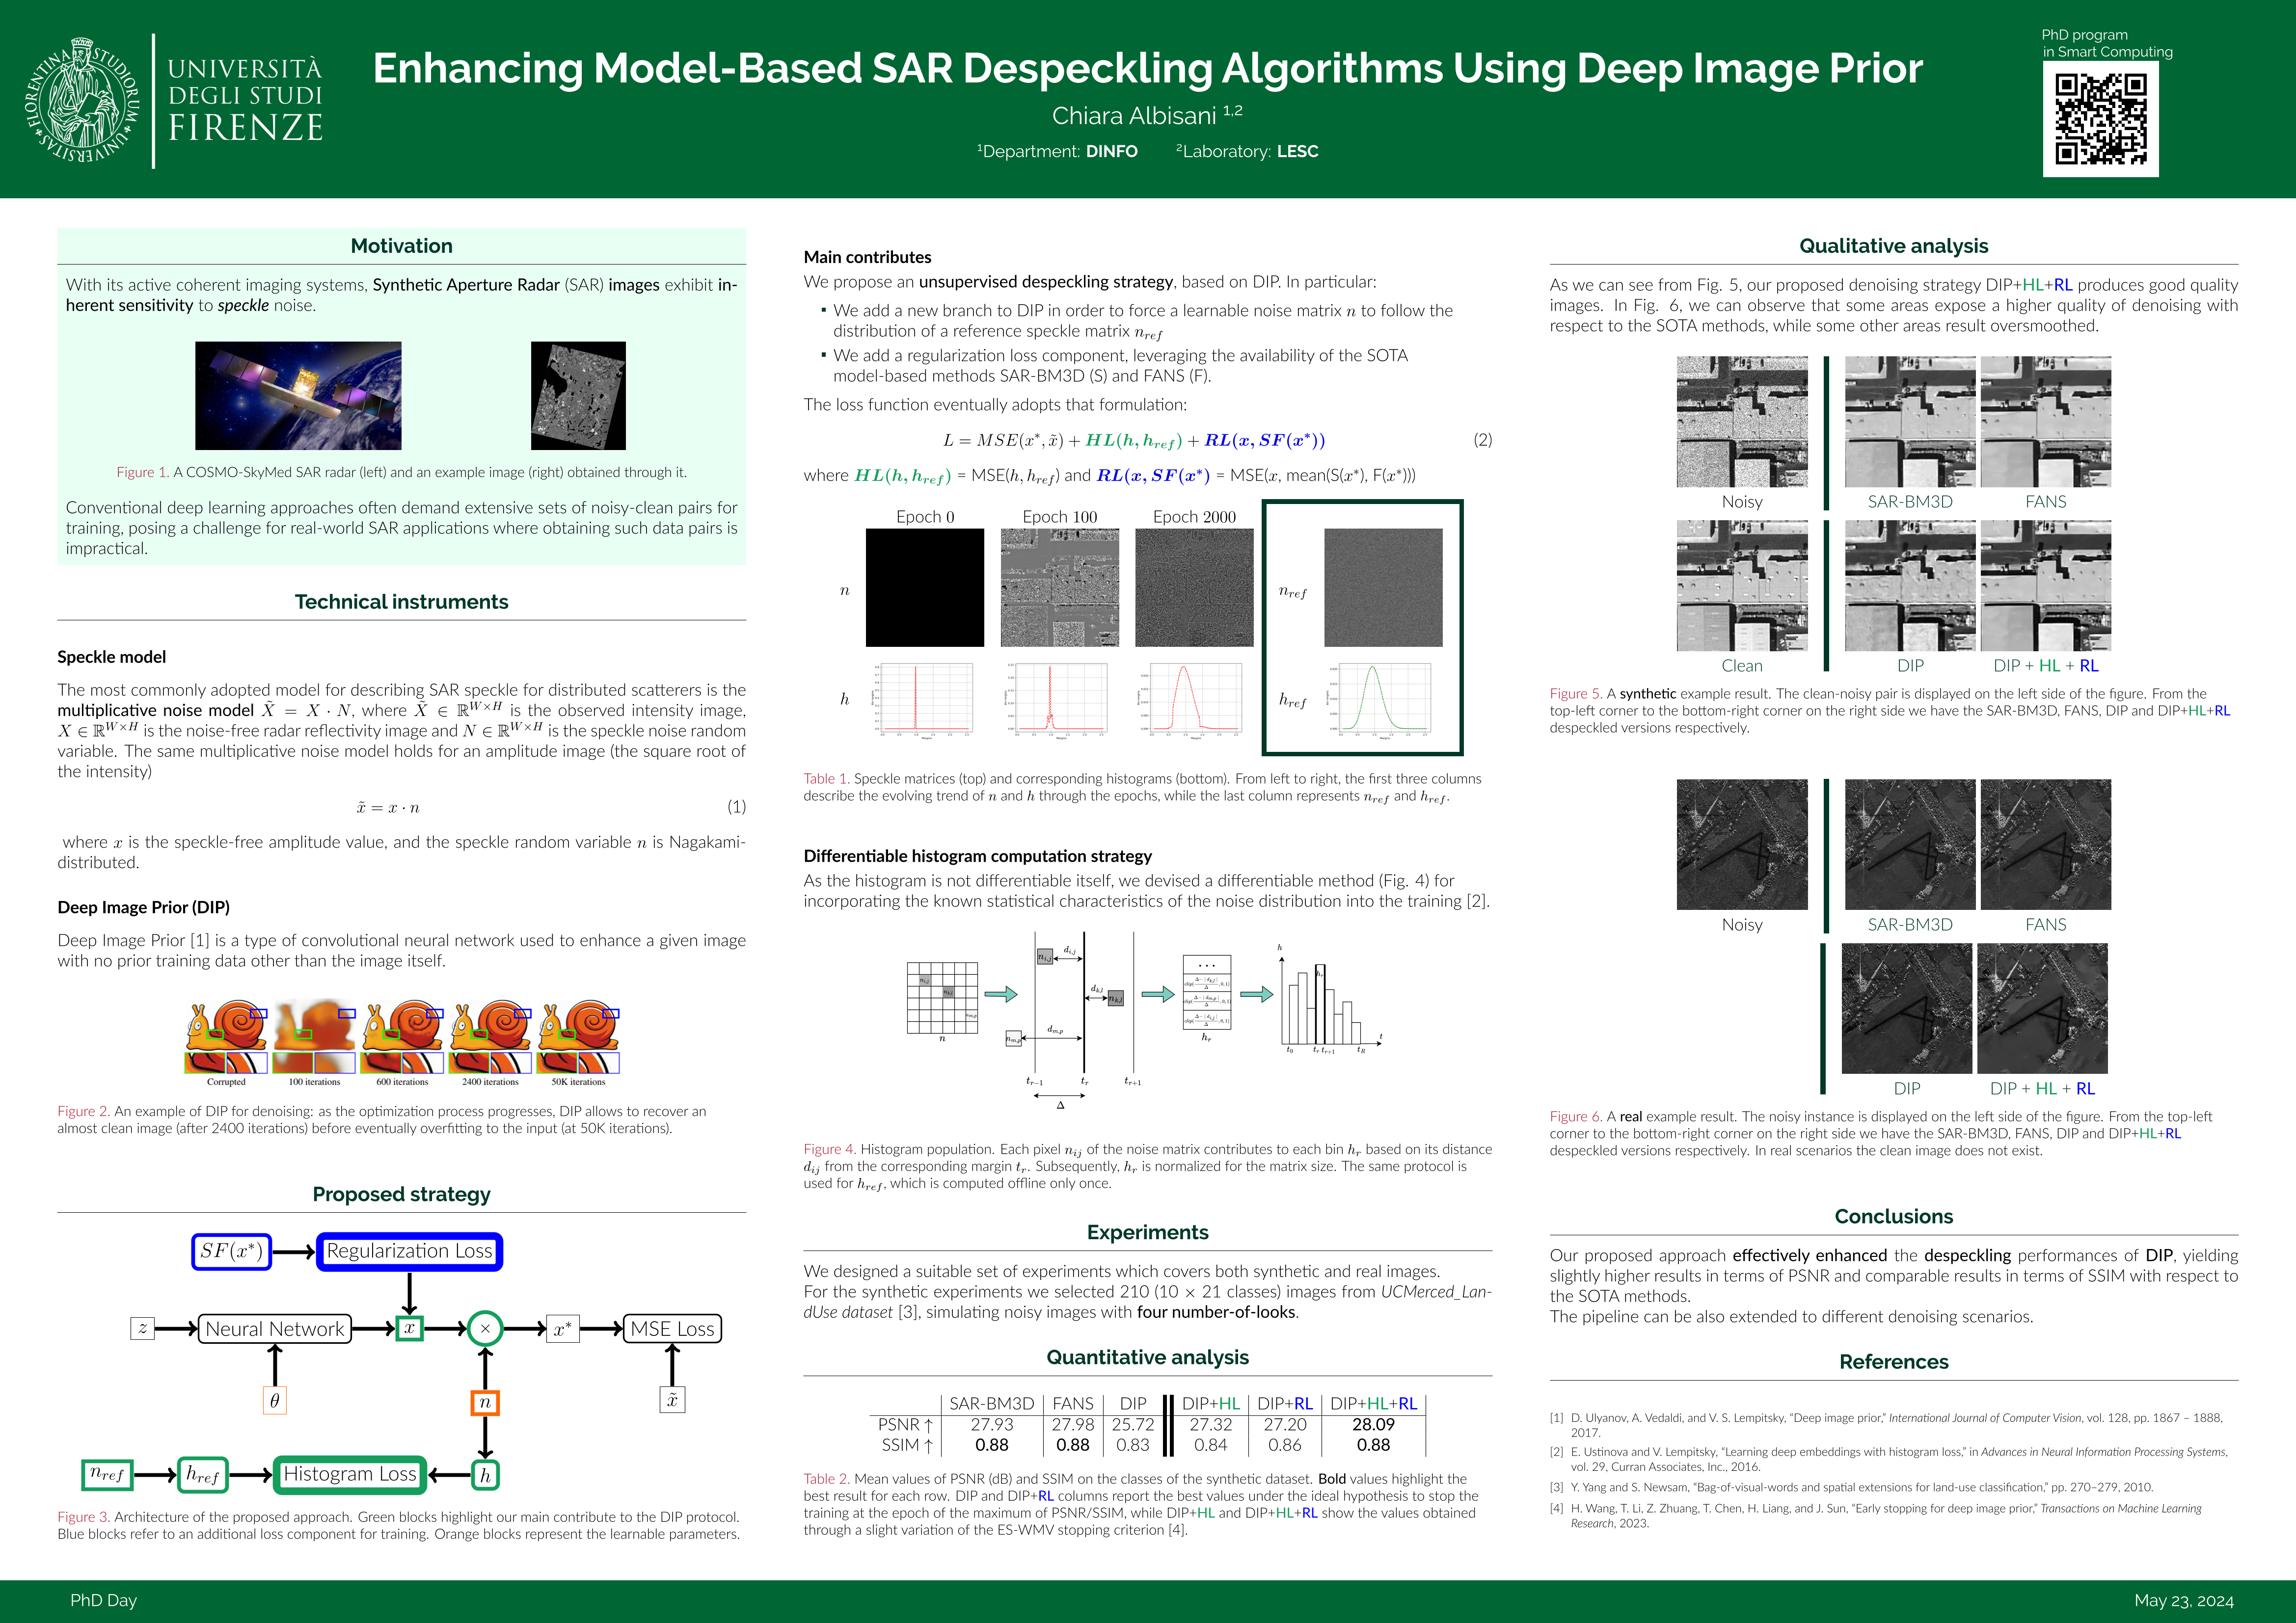 UNIVERSITÀ
DEGLI STUDI
FIRENZE
Enhancing Model-Based SAR Despeckling Algorithms Using Deep Image Prior
Chiara Albisani 1,2
1Department: DINFO 2Laboratory: LESC
PhD program
in Smart Computing
Motivation
With its active coherent imaging systems, Synthetic Aperture Radar (SAR) images exhibit in-
herent sensitivity to speckle noise.
Figure 1. A COSMO-SkyMed SAR radar (left) and an example image (right) obtained through it.
Conventional deep learning approaches often demand extensive sets of noisy-clean pairs for
training, posing a challenge for real-world SAR applications where obtaining such data pairs is
impractical.
Technical instruments
Speckle model
The most commonly adopted model for describing SAR speckle for distributed scatterers is the
multiplicative noise model X̃ = X · N, where X̃ ∈ ℝ^{W×H} is the observed intensity image,
X ∈ ℝ^{W×H} is the noise-free radar reflectivity image and N ∈ ℝ^{W×H} is the speckle noise random
variable. The same multiplicative noise model holds for an amplitude image (the square root of
the intensity)
x̃ = x · n (1)
where x is the speckle-free amplitude value, and the speckle random variable n is Nagakami-
distributed.
Deep Image Prior (DIP)
Deep Image Prior [1] is a type of convolutional neural network used to enhance a given image
with no prior training data other than the image itself.
Corrupted 100 iterations 600 iterations 2400 iterations 50K iterations
Figure 2. An example of DIP for denoising: as the optimization process progresses, DIP allows to recover an
almost clean image (after 2400 iterations) before eventually overfitting to the input (at 50K iterations).
Proposed strategy
SF(x*) Regularization Loss
z Neural Network x × x* MSE Loss
θ n x̃
n_ref h_ref Histogram Loss h
Figure 3. Architecture of the proposed approach. Green blocks highlight our main contribute to the DIP protocol.
Blue blocks refer to an additional loss component for training. Orange blocks represent the learnable parameters.
Main contributes
We propose an unsupervised despeckling strategy, based on DIP. In particular:
▪ We add a new branch to DIP in order to force a learnable noise matrix n to follow the
distribution of a reference speckle matrix n_ref
▪ We add a regularization loss component, leveraging the availability of the SOTA
model-based methods SAR-BM3D (S) and FANS (F).
The loss function eventually adopts that formulation:
L = MSE(x*, x̃) + HL(h, h_ref) + RL(x, SF(x*)) (2)
where HL(h, h_ref) = MSE(h, h_ref) and RL(x, SF(x*) = MSE(x, mean(S(x*), F(x*)))
Epoch 0 Epoch 100 Epoch 2000
n n_ref
h h_ref
Table 1. Speckle matrices (top) and corresponding histograms (bottom). From left to right, the first three columns
describe the evolving trend of n and h through the epochs, while the last column represents n_ref and h_ref.
Differentiable histogram computation strategy
As the histogram is not differentiable itself, we devised a differentiable method (Fig. 4) for
incorporating the known statistical characteristics of the noise distribution into the training [2].
n_{i,j} n_{k,l} n_{m,p}
n
n_{i,j} d_{i,j}
d_{k,l} n_{k,l}
n_{m,p} d_{m,p}
t_{r−1} t_r t_{r+1}
Δ
h_r
h
h_r
t_0 t_r t_{r+1} t_R t
Figure 4. Histogram population. Each pixel n_ij of the noise matrix contributes to each bin h_r based on its distance
d_ij from the corresponding margin t_r. Subsequently, h_r is normalized for the matrix size. The same protocol is
used for h_ref, which is computed offline only once.
Experiments
We designed a suitable set of experiments which covers both synthetic and real images.
For the synthetic experiments we selected 210 (10 × 21 classes) images from UCMerced_Lan-
dUse dataset [3], simulating noisy images with four number-of-looks.
Quantitative analysis
SAR-BM3D FANS DIP DIP+HL DIP+RL DIP+HL+RL
PSNR ↑ 27.93 27.98 25.72 27.32 27.20 28.09
SSIM ↑ 0.88 0.88 0.83 0.84 0.86 0.88
Table 2. Mean values of PSNR (dB) and SSIM on the classes of the synthetic dataset. Bold values highlight the
best result for each row. DIP and DIP+RL columns report the best values under the ideal hypothesis to stop the
training at the epoch of the maximum of PSNR/SSIM, while DIP+HL and DIP+HL+RL show the values obtained
through a slight variation of the ES-WMV stopping criterion [4].
Qualitative analysis
As we can see from Fig. 5, our proposed denoising strategy DIP+HL+RL produces good quality
images. In Fig. 6, we can observe that some areas expose a higher quality of denoising with
respect to the SOTA methods, while some other areas result oversmoothed.
Noisy SAR-BM3D FANS
Clean DIP DIP + HL + RL
Figure 5. A synthetic example result. The clean-noisy pair is displayed on the left side of the figure. From the
top-left corner to the bottom-right corner on the right side we have the SAR-BM3D, FANS, DIP and DIP+HL+RL
despeckled versions respectively.
Noisy SAR-BM3D FANS
DIP DIP + HL + RL
Figure 6. A real example result. The noisy instance is displayed on the left side of the figure. From the top-left
corner to the bottom-right corner on the right side we have the SAR-BM3D, FANS, DIP and DIP+HL+RL
despeckled versions respectively. In real scenarios the clean image does not exist.
Conclusions
Our proposed approach effectively enhanced the despeckling performances of DIP, yielding
slightly higher results in terms of PSNR and comparable results in terms of SSIM with respect to
the SOTA methods.
The pipeline can be also extended to different denoising scenarios.
References
[1] D. Ulyanov, A. Vedaldi, and V. S. Lempitsky, “Deep image prior,” International Journal of Computer Vision, vol. 128, pp. 1867 – 1888,
2017.
[2] E. Ustinova and V. Lempitsky, “Learning deep embeddings with histogram loss,” in Advances in Neural Information Processing Systems,
vol. 29, Curran Associates, Inc., 2016.
[3] Y. Yang and S. Newsam, “Bag-of-visual-words and spatial extensions for land-use classification,” pp. 270–279, 2010.
[4] H. Wang, T. Li, Z. Zhuang, T. Chen, H. Liang, and J. Sun, “Early stopping for deep image prior,” Transactions on Machine Learning
Research, 2023.
PhD Day May 23, 2024